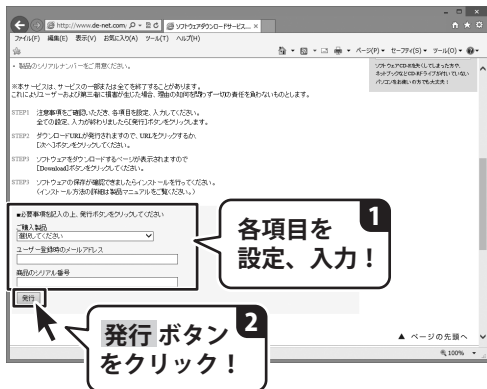 http://www.de-net.com/
ソフトウェアダウンロードサービス...
ファイル(F) 編集(E) 表示(V) お気に入り(A) ツール(T) ヘルプ(H)
ページ(P) セーフティ(S) ツール(O)
・ 製品のシリアルナンバーをご用意ください。
ソフトウェアCD-Rを失くしてしまった方や、
ネットブックなどCD-Rドライブが付いていない
パソコンをお使いの方でも大丈夫！
※本サービスは、サービスの一部または全てを終了することがあります。
これによりユーザーおよび第三者に損害が生じた場合、理由の如何を問わず一切の責任を負わないものとします。
STEP1 注意事項をご確認いただき、各項目を設定、入力してください。
全ての設定、入力が終わりましたら[発行]ボタンをクリックします。
STEP2 ダウンロードURLが発行されますので、URLをクリックするか、
[次へ]ボタンをクリックしてください。
STEP3 ソフトウェアをダウンロードするページが表示されますので
[Download]ボタンをクリックしてください。
ソフトウェアの保存が確認できましたらインストールを行ってください。
(インストール方法の詳細は製品マニュアルをご覧ください。)
■必要事項を記入の上、発行ボタンをクリックしてください
ご購入製品
選択してください
ユーザー登録時のメールアドレス
商品のシリアル番号
発行
1
各項目を
設定、入力！
2
発行 ボタン
をクリック！
▲ ページの先頭へ
100%